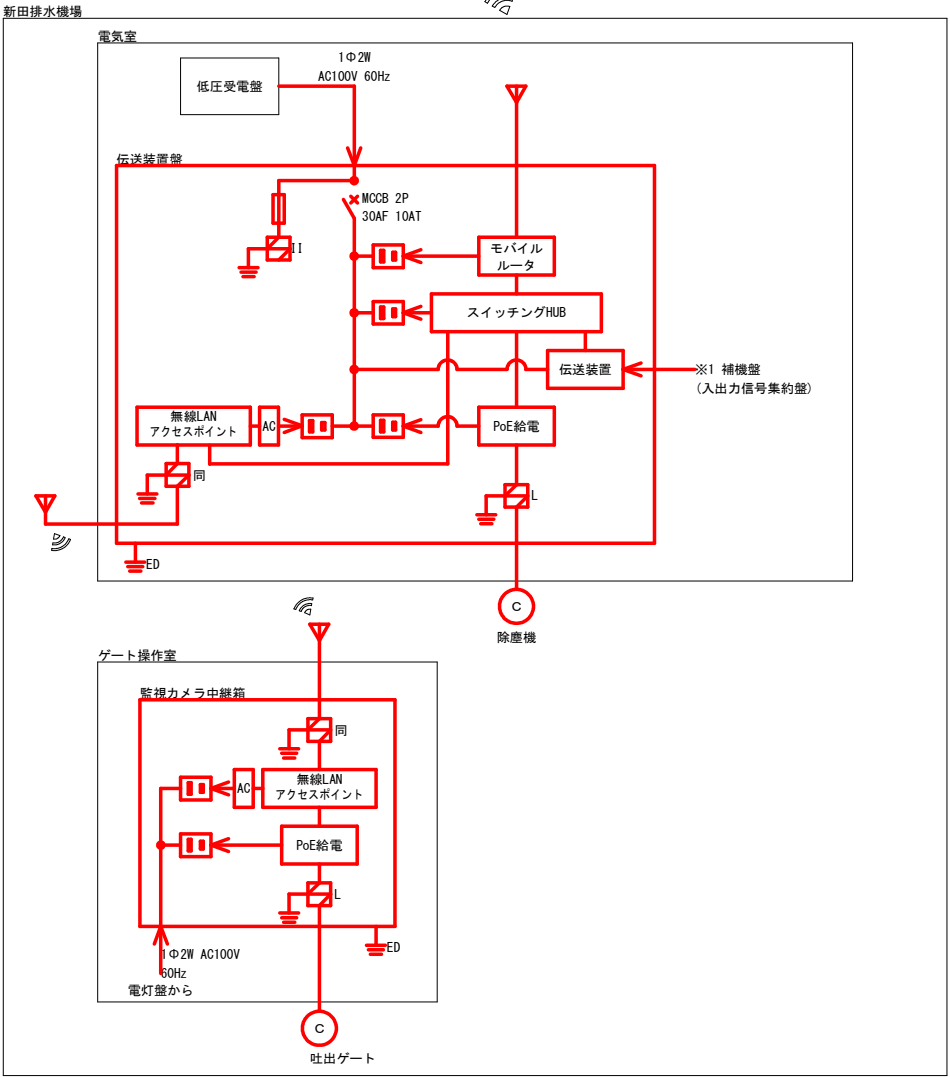 新田排水機場
電気室
1Φ2W
AC100V 60Hz
低圧受電盤
伝送装置盤
MCCB 2P
30AF 10AT
II
モバイル
ルータ
スイッチングHUB
伝送装置
※1 補機盤
(入出力信号集約盤)
無線LAN
アクセスポイント
AC
PoE給電
同
L
ED
C
除塵機
ゲート操作室
監視カメラ中継箱
同
無線LAN
アクセスポイント
AC
PoE給電
L
ED
1Φ2W AC100V
60Hz
電灯盤から
C
吐出ゲート